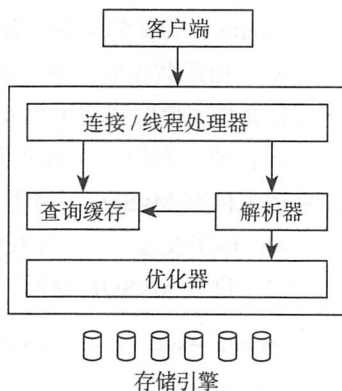 客户端
连接/线程处理器
查询缓存
解析器
优化器
存储引擎